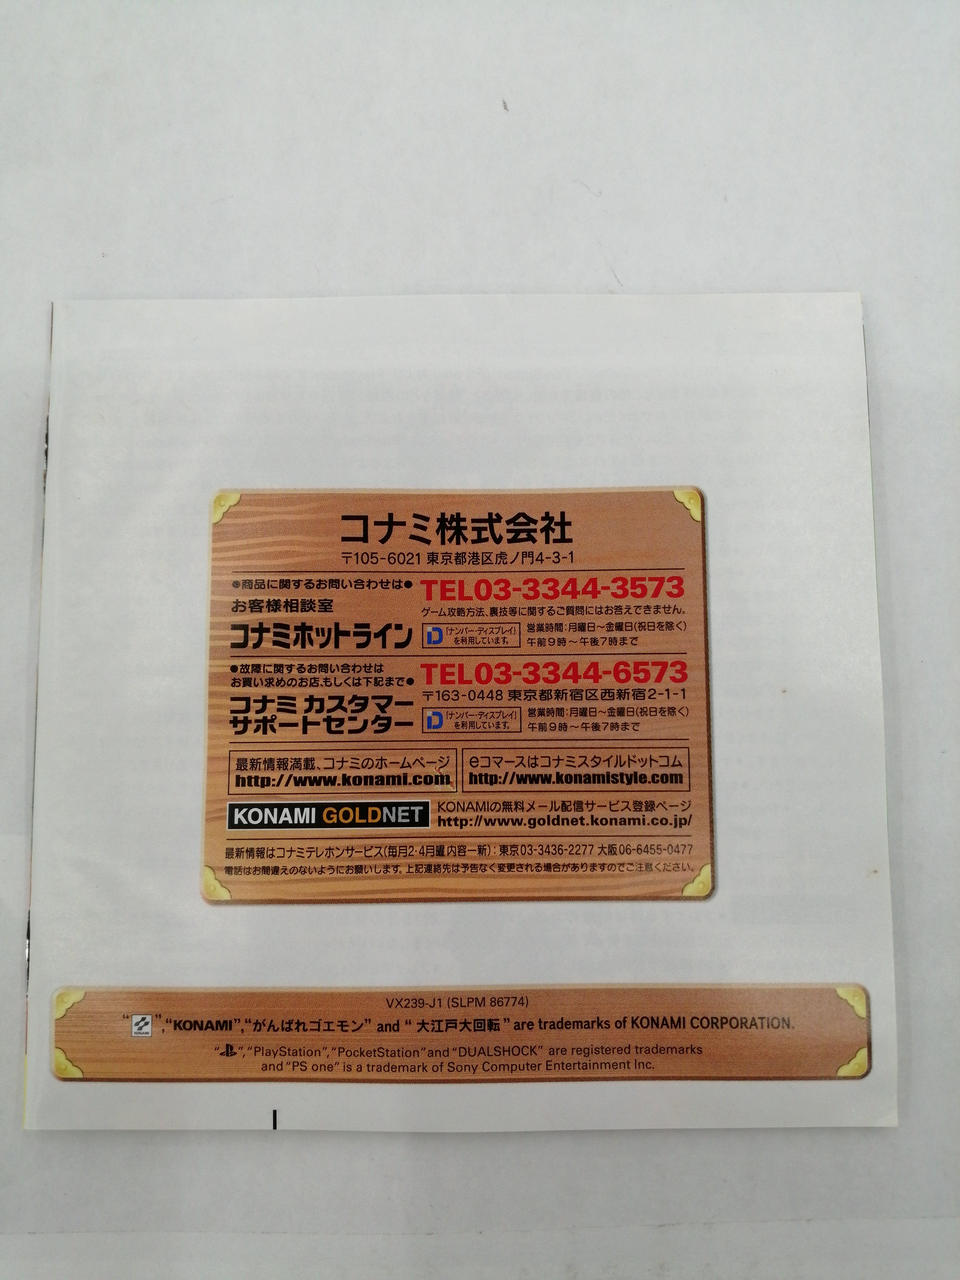 コナミ株式会社
〒105-6021 東京都港区虎ノ門4-3-1
●商品に関するお問い合わせは●
お客様相談室
コナミホットライン
TEL03-3344-3573
ゲーム攻略方法、裏技等に関するご質問にはお答えできません。
D 「ナンバー・ディスプレイ」
を利用しています。
営業時間:月曜日〜金曜日(祝日を除く)
午前9時〜午後7時まで
●故障に関するお問い合わせは
お買い求めのお店、もしくは下記まで●
コナミ カスタマー
サポートセンター
TEL03-3344-6573
〒163-0448 東京都新宿区西新宿2-1-1
D 「ナンバー・ディスプレイ」
を利用しています。
営業時間:月曜日〜金曜日(祝日を除く)
午前9時〜午後7時まで
最新情報満載、コナミのホームページ
http://www.konami.com
eコマースはコナミスタイルドットコム
http://www.konamistyle.com
KONAMI GOLDNET
KONAMIの無料メール配信サービス登録ページ
http://www.goldnet.konami.co.jp/
最新情報はコナミテレホンサービス(毎月2・4月曜内容一新):東京03-3436-2277 大阪06-6455-0477
電話はお間違えのないようにお願いします。上記連絡先は予告なく変更される場合がありますのでご注意ください。
VX239-J1 (SLPM 86774)
“KONAMI”,“KONAMI”,“がんばれゴエモン” and “大江戸大回転” are trademarks of KONAMI CORPORATION.
“PS”,“PlayStation”,“PocketStation” and “DUALSHOCK” are registered trademarks
and “PS one” is a trademark of Sony Computer Entertainment Inc.